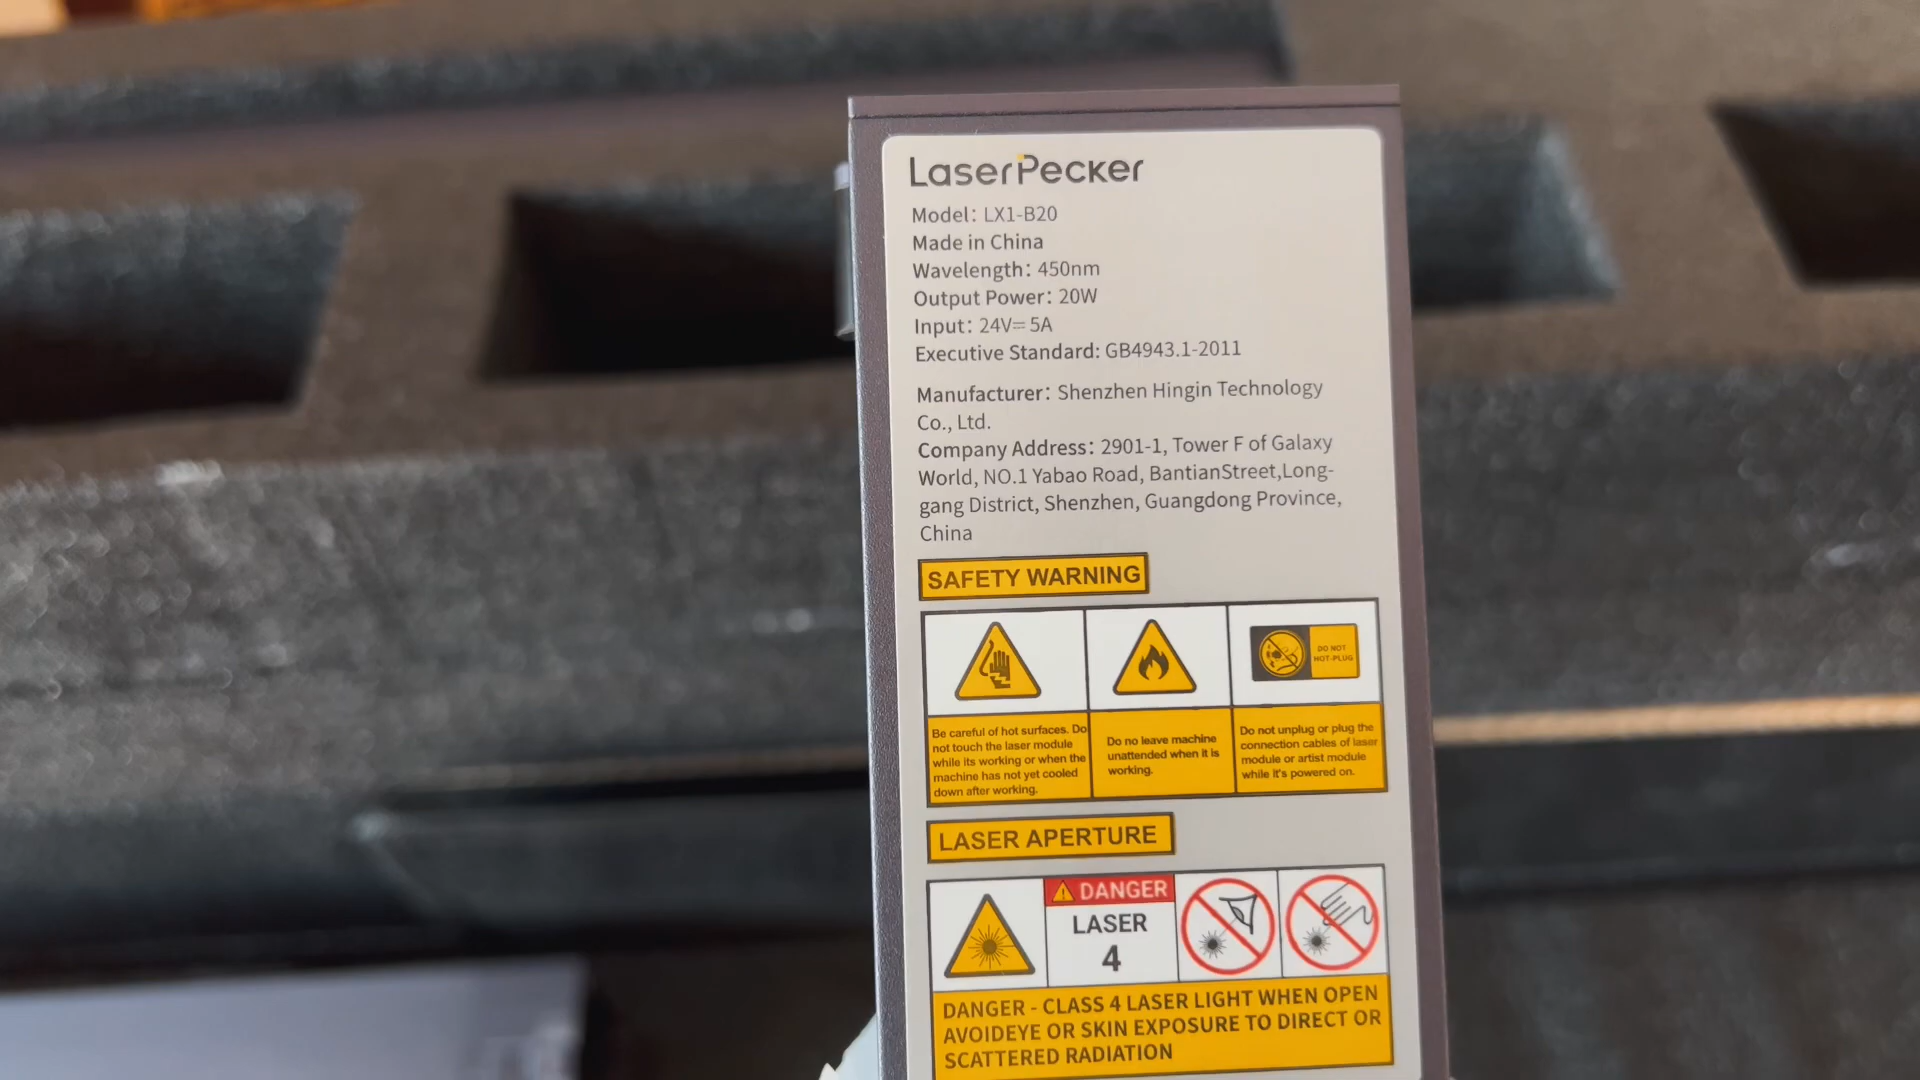 LaserPecker
Model: LX1-B20
Made in China
Wavelength: 450nm
Output Power: 20W
Input: 24V⎓ 5A
Executive Standard: GB4943.1-2011
Manufacturer: Shenzhen Hingin Technology
Co., Ltd.
Company Address: 2901-1, Tower F of Galaxy
World, NO.1 Yabao Road, BantianStreet,Long-
gang District, Shenzhen, Guangdong Province,
China
SAFETY WARNING
DO NOT
HOT-PLUG
Be careful of hot surfaces. Do
not touch the laser module
while its working or when the
machine has not yet cooled
down after working.
Do no leave machine
unattended when it is
working.
Do not unplug or plug the
connection cables of laser
module or artist module
while it's powered on.
LASER APERTURE
DANGER
LASER
4
DANGER - CLASS 4 LASER LIGHT WHEN OPEN
AVOIDEYE OR SKIN EXPOSURE TO DIRECT OR
SCATTERED RADIATION